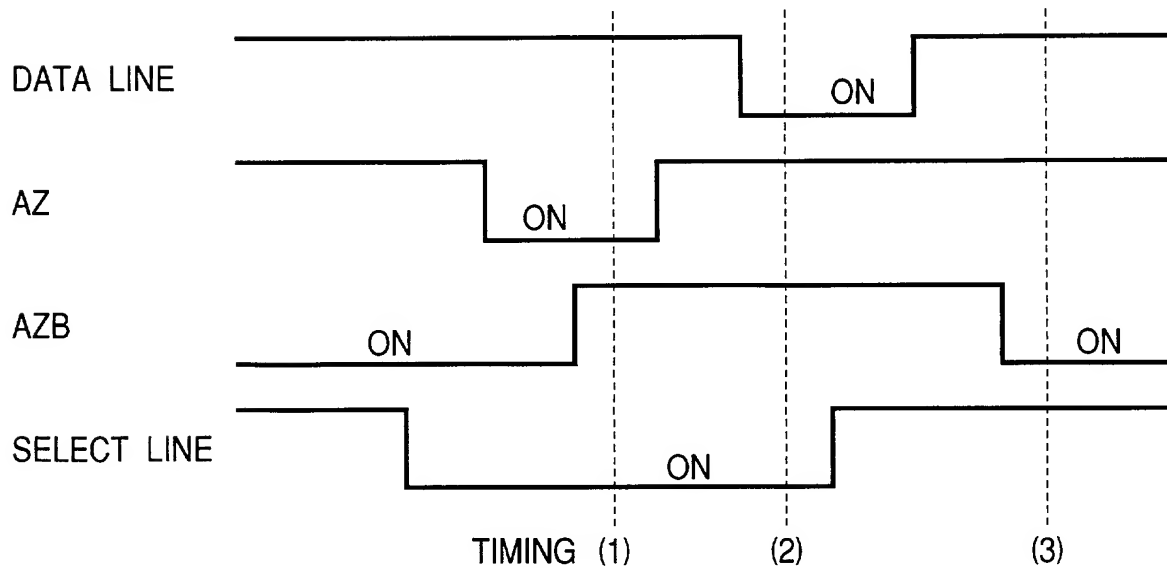 DATA LINE
ON
AZ
ON
AZB
ON
ON
SELECT LINE
ON
TIMING (1) (2) (3)